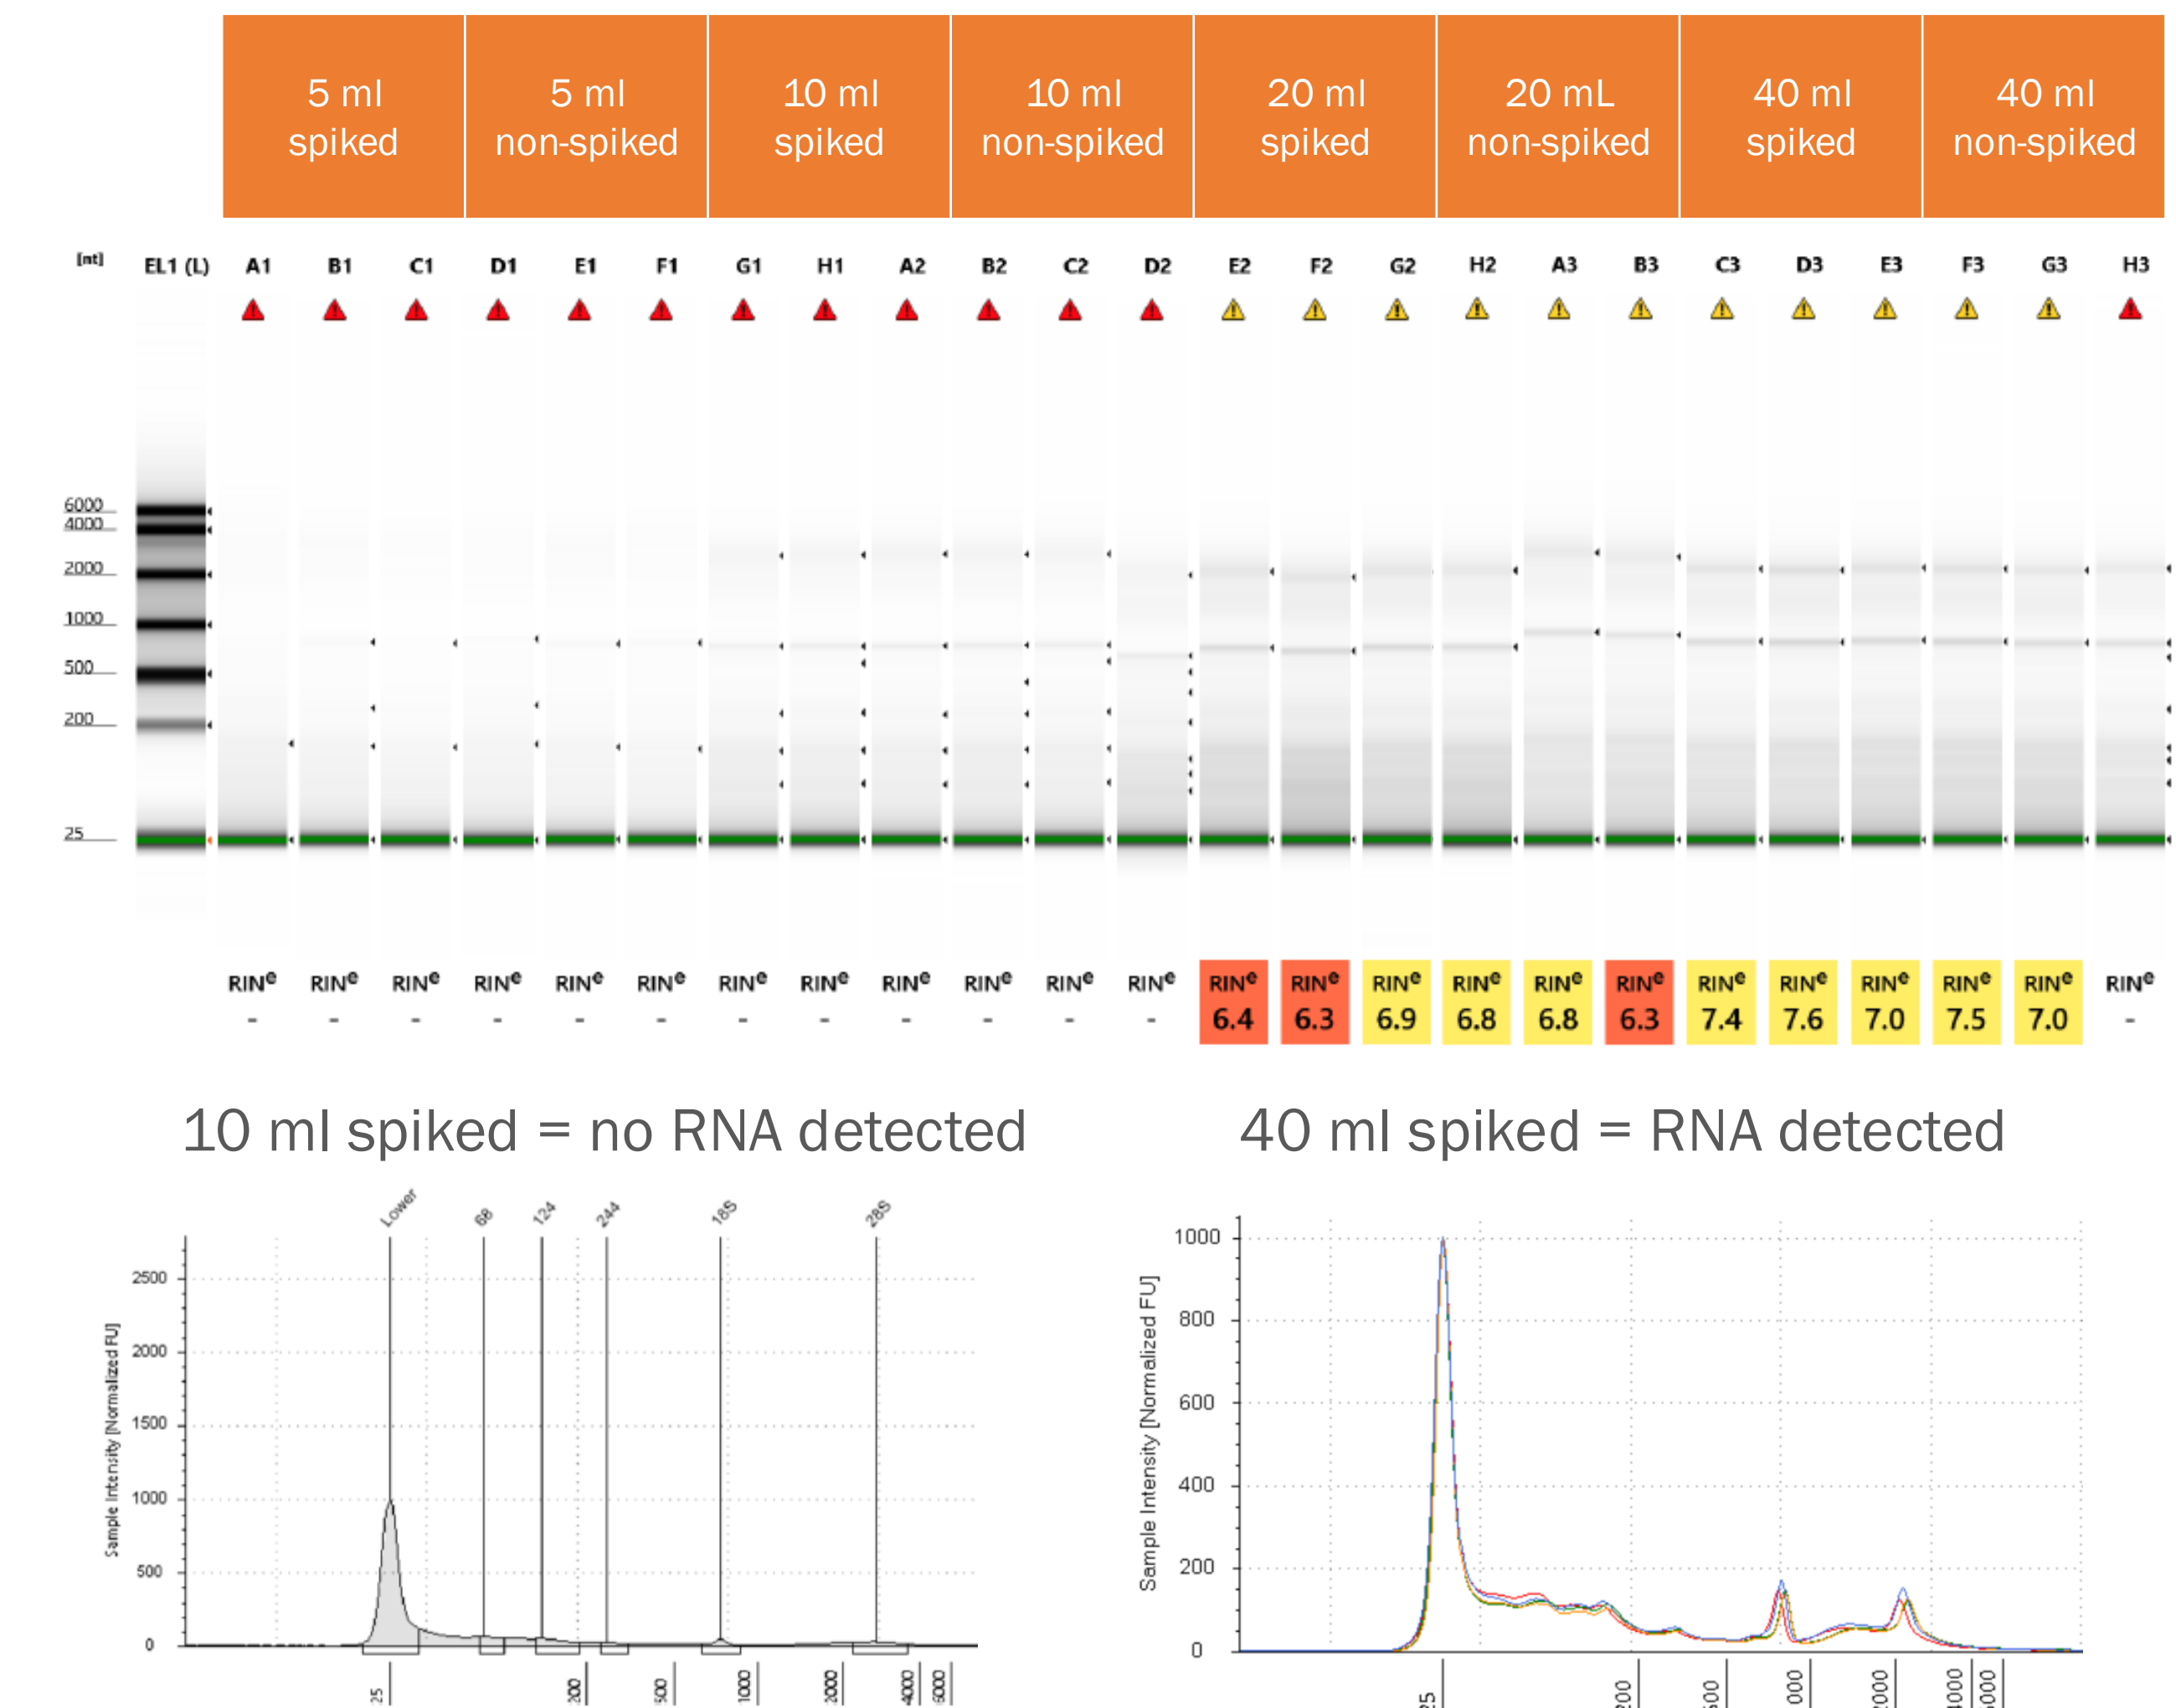 5 ml 5 ml 10 ml 10 ml 20 ml 20 mL 40 ml 40 ml
spiked non-spiked spiked non-spiked spiked non-spiked spiked non-spiked
[nt] EL1 (L) A1 B1 C1 D1 E1 F1 G1 H1 A2 B2 C2 D2 E2 F2 G2 H2 A3 B3 C3 D3 E3 F3 G3 H3
6000
4000
2000
1000
500
200
25
RINe RINe RINe RINe RINe RINe RINe RINe RINe RINe RINe RINe RINe RINe RINe RINe RINe RINe RINe RINe RINe RINe RINe RINe
- - - - - - - - - - - - 6.4 6.3 6.9 6.8 6.8 6.3 7.4 7.6 7.0 7.5 7.0 -
10 ml spiked = no RNA detected
Lower 68 124 244 18S 28S
Sample Intensity [Normalized FU]
2500
2000
1500
1000
500
0
25 200 500 1000 2000 4000 6000
40 ml spiked = RNA detected
Sample Intensity [Normalized FU]
1000
800
600
400
200
0